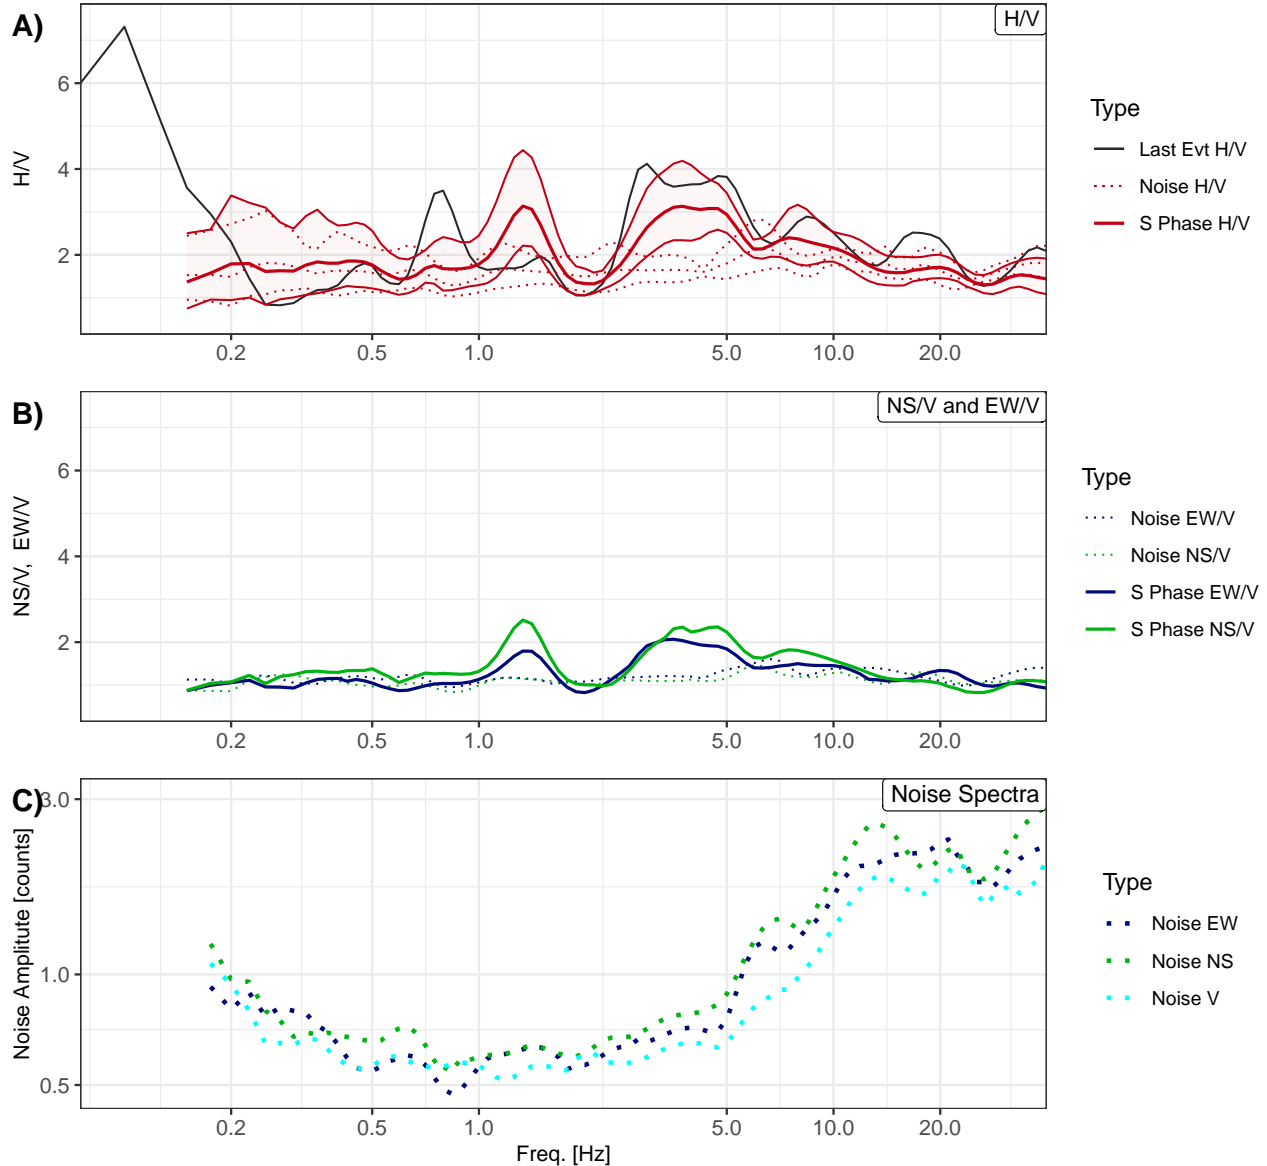 A)
H/V
H/V
6
4
2
0.2 0.5 1.0 5.0 10.0 20.0
Type
Last Evt H/V
Noise H/V
S Phase H/V
B)
NS/V and EW/V
NS/V, EW/V
6
4
2
0.2 0.5 1.0 5.0 10.0 20.0
Type
Noise EW/V
Noise NS/V
S Phase EW/V
S Phase NS/V
C)
Noise Spectra
Noise Amplitute [counts]
3.0
1.0
0.5
0.2 0.5 1.0 5.0 10.0 20.0
Freq. [Hz]
Type
Noise EW
Noise NS
Noise V